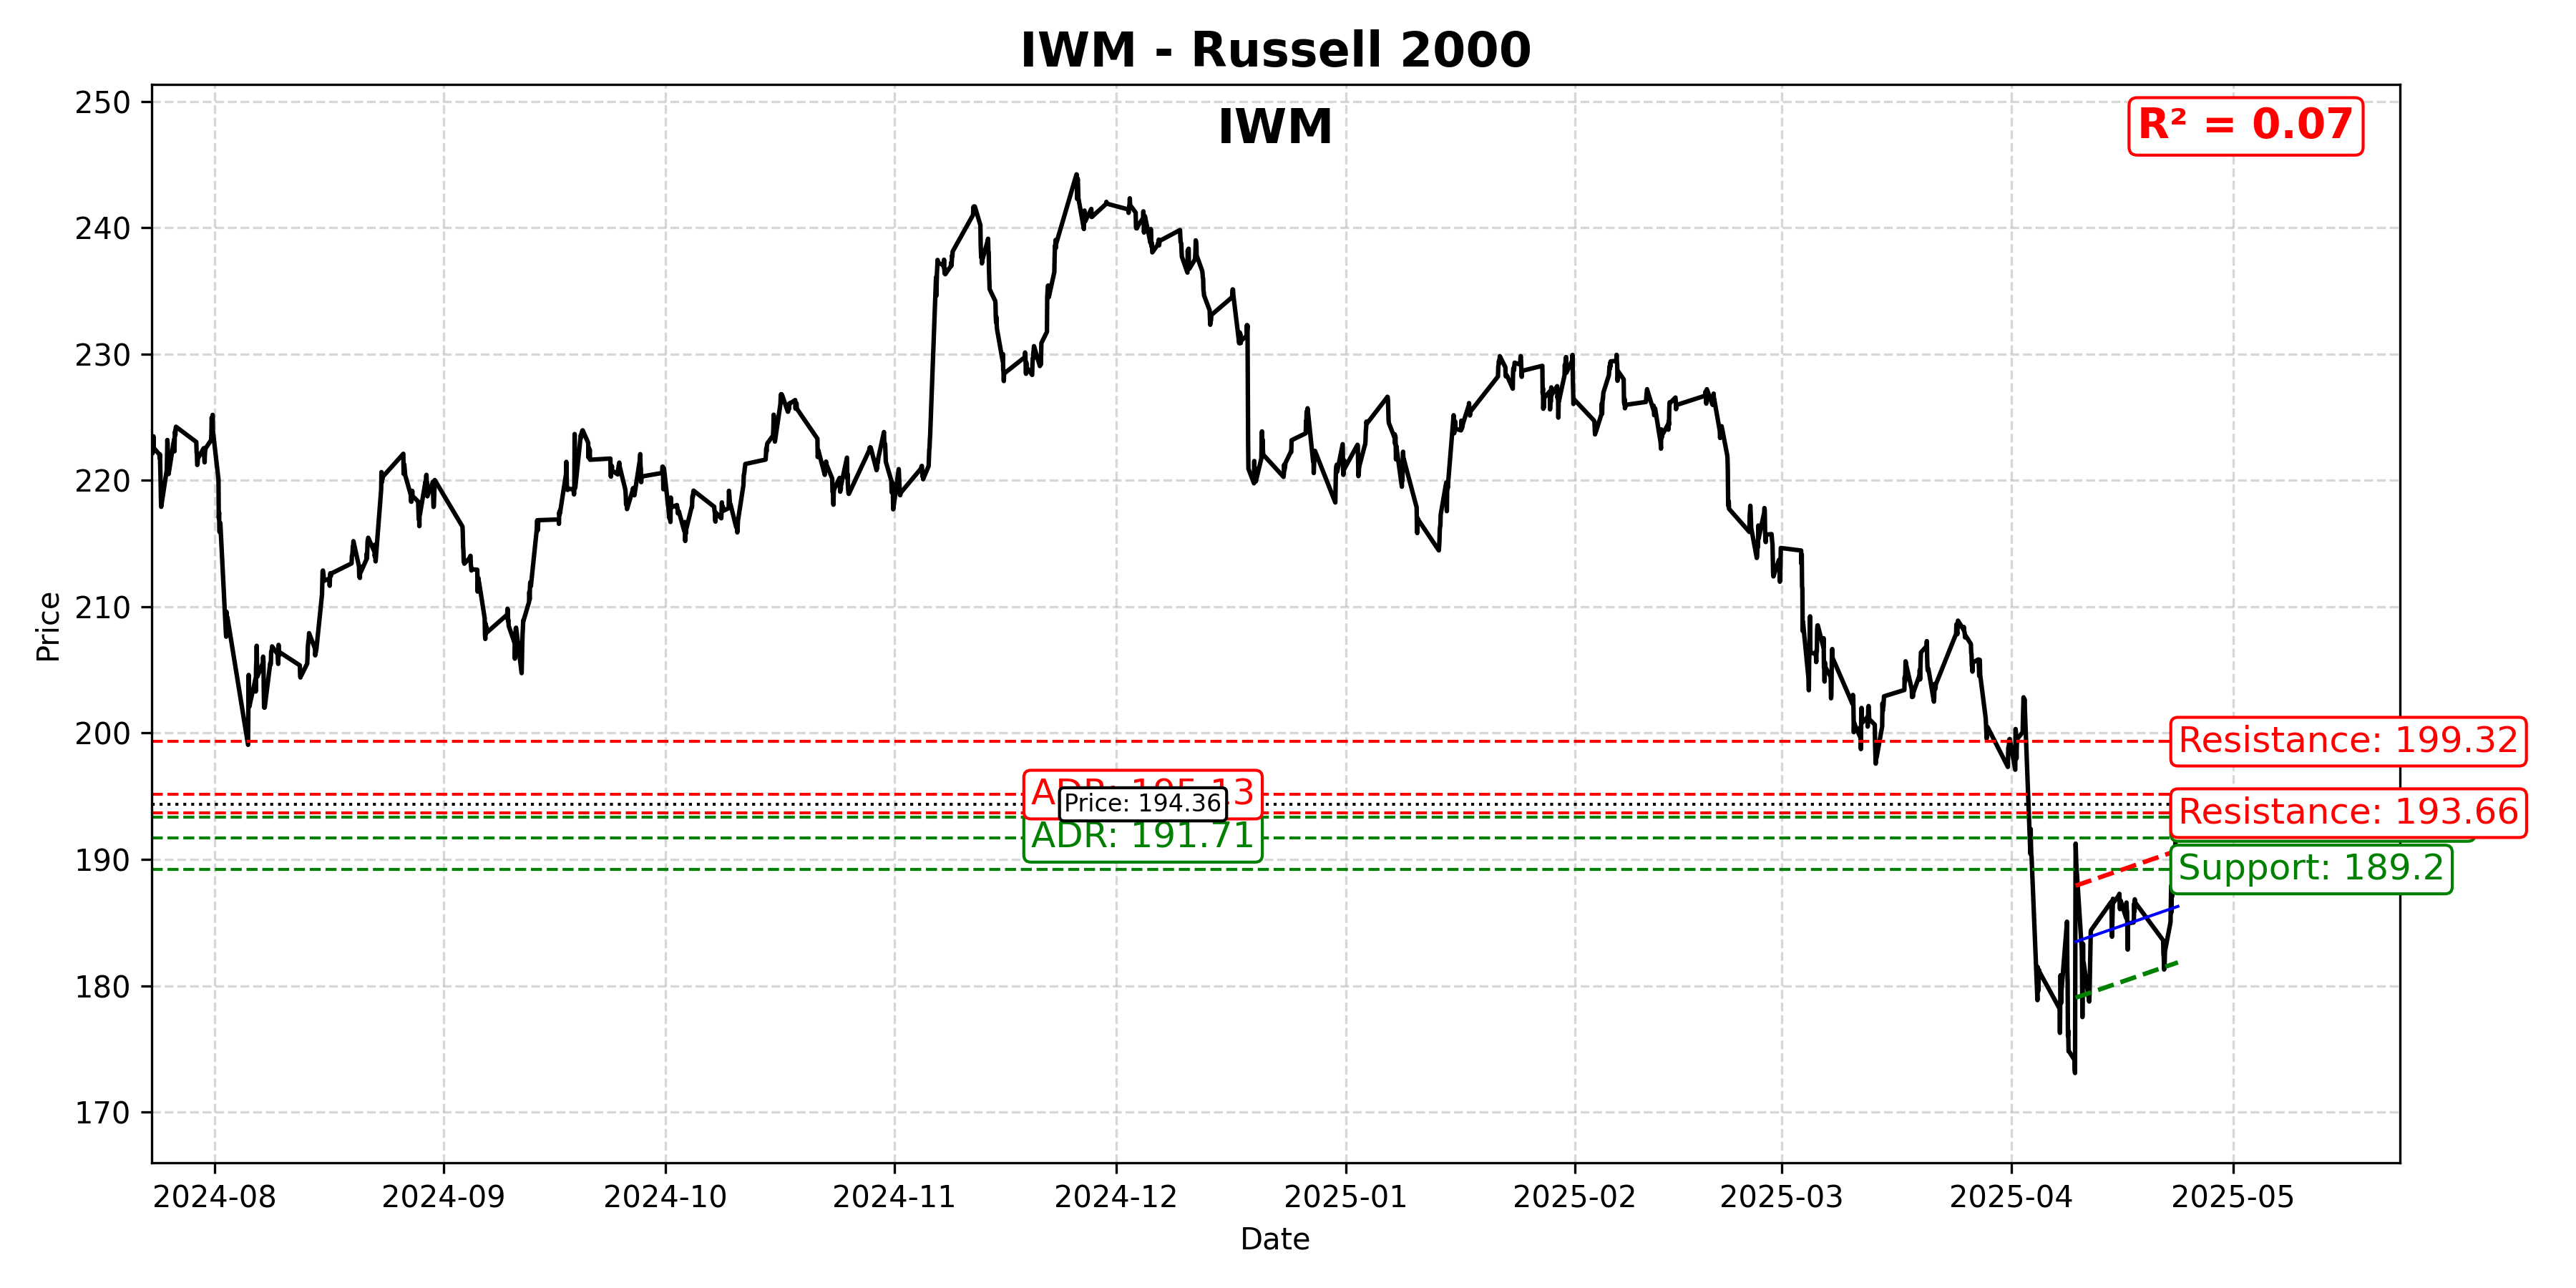 IWM - Russell 2000
IWM
R² = 0.07
250
240
230
220
210
200
190
180
170
Price
Resistance: 199.32
Price: 194.36
Resistance: 193.66
ADR: 191.71
Support: 189.2
2024-08
2024-09
2024-10
2024-11
2024-12
2025-01
2025-02
2025-03
2025-04
2025-05
Date